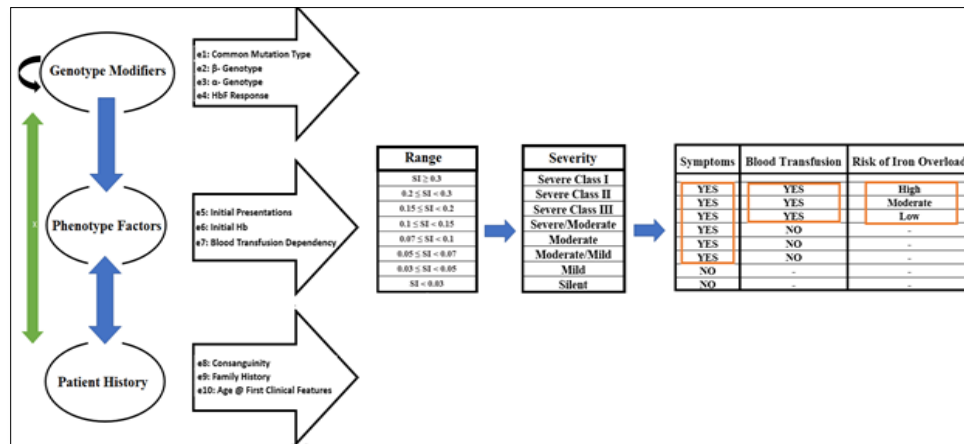 Genotype Modifiers
e1: Common Mutation Type
e2: β- Genotype
e3: α- Genotype
e4: HbF Response
x
Phenotype Factors
e5: Initial Presentations
e6: Initial Hb
e7: Blood Transfusion Dependency
Patient History
e8: Consanguinity
e9: Family History
e10: Age @ First Clinical Features
Range
SI ≥ 0.3
0.2 ≤ SI < 0.3
0.15 ≤ SI < 0.2
0.1 ≤ SI < 0.15
0.07 ≤ SI < 0.1
0.05 ≤ SI < 0.07
0.03 ≤ SI < 0.05
SI < 0.03
Severity
Severe Class I
Severe Class II
Severe Class III
Severe/Moderate
Moderate
Moderate/Mild
Mild
Silent
Symptoms Blood Transfusion Risk of Iron Overload
YES YES High
YES YES Moderate
YES YES Low
YES NO -
YES NO -
YES NO -
NO - -
NO - -